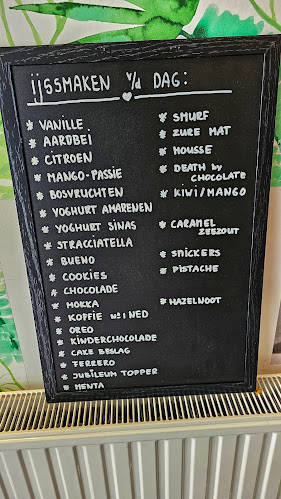 ijssmaken v/d dag:
* Vanille
* Aardbei
* Citroen
* Mango-Passie
* Bosvruchten
* Yoghurt Amarenen
* Yoghurt Sinas
* Stracciatella
* Bueno
* Cookies
* Chocolade
* Mokka
* Koffie
* Oreo
* Kinderchocolade
* Cake Beslag
* Ferrero
* Jubileum Topper
* Menta
* Smurf
* Zure Mat
* Mousse
* Death by
Chocolate
* Kiwi/Mango
* Caramel
Zeezout
* Snickers
* Pistache
* Hazelnoot